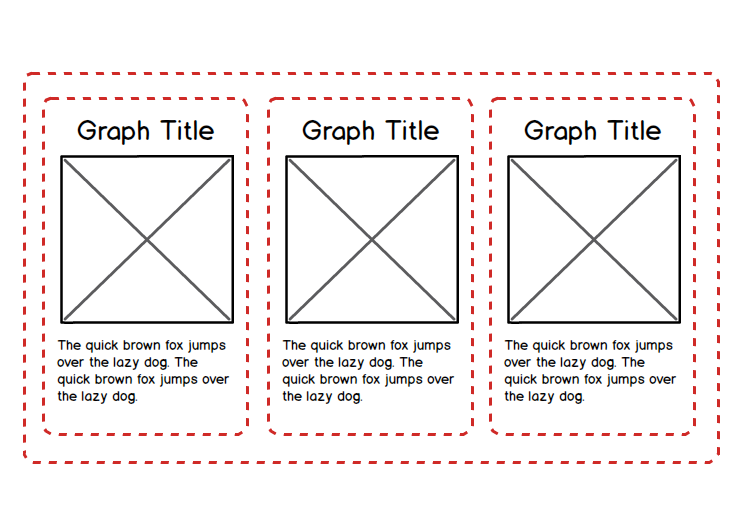 Graph Title
The quick brown fox jumps
over the lazy dog. The
quick brown fox jumps over
the lazy dog.
Graph Title
The quick brown fox jumps
over the lazy dog. The
quick brown fox jumps over
the lazy dog.
Graph Title
The quick brown fox jumps
over the lazy dog. The
quick brown fox jumps over
the lazy dog.